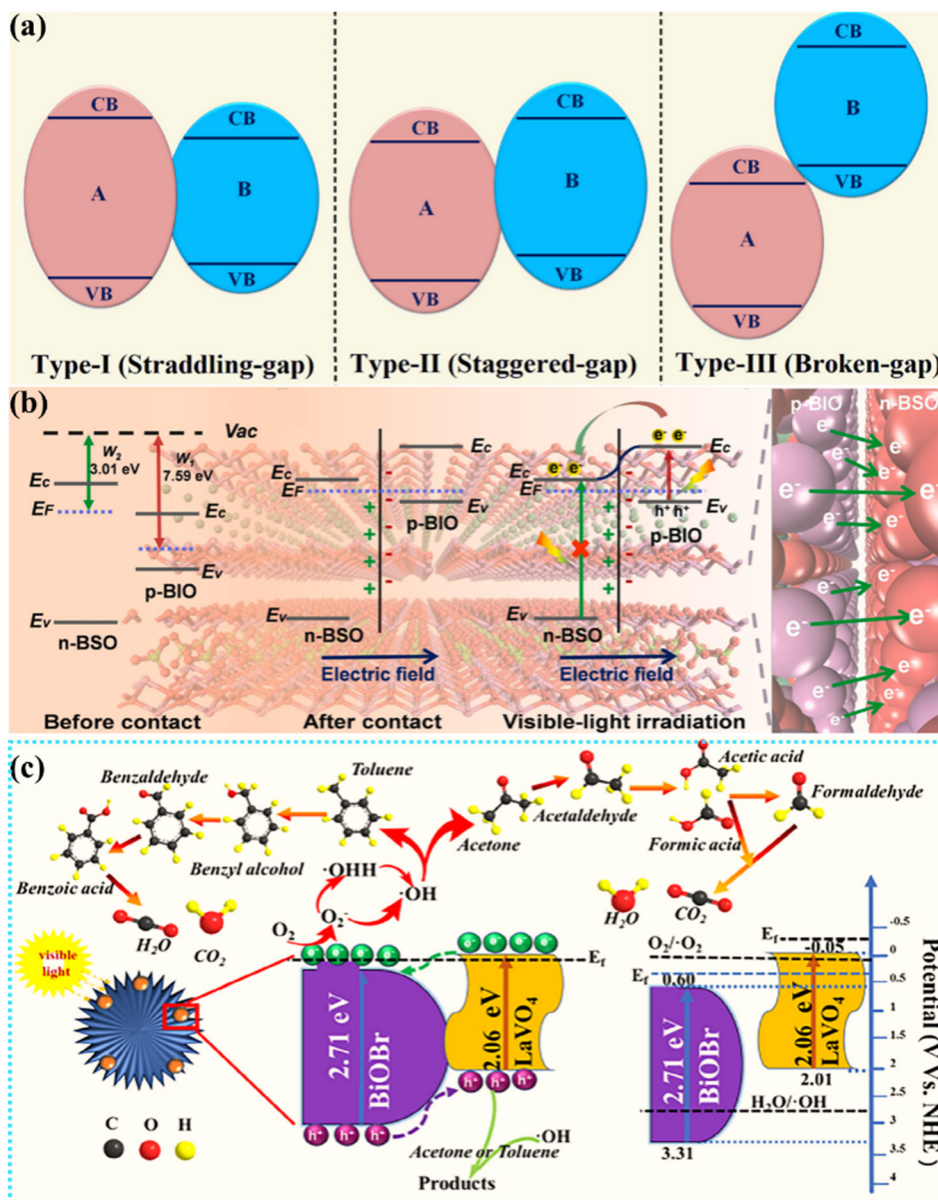 (a)
CB
CB
A
B
VB
VB
Type-I (Straddling-gap)
CB
CB
A
B
VB
VB
Type-II (Staggered-gap)
CB
B
CB
VB
A
VB
Type-III (Broken-gap)
(b)
Vac
W2
3.01 eV
W1
7.59 eV
Ec
EF
Ec
Ev
p-BIO
Ev
n-BSO
Before contact
Ec
Ec
EF
Ev
p-BIO
Ev
n-BSO
Electric field
After contact
e- e-
e- e-
Ec
Ec
EF
Ev
h+ h+
p-BIO
Ev
n-BSO
Electric field
Visible-light irradiation
p-BIO
n-BSO
e-
e-
e-
e-
e-
e-
e-
e-
e-
e-
e-
e-
e-
e-
(c)
Benzaldehyde
Toluene
Acetic acid
Formaldehyde
Acetaldehyde
Acetone
Formic acid
Benzyl alcohol
Benzoic acid
·OHH
·OH
O2
O2-
H2O
CO2
H2O
CO2
visible
light
e- e- e- e-
e- e- e- e-
Ef
2.71 eV
BiOBr
2.06 eV
LaVO4
h+ h+ h+
h+ h+ h+
Acetone or Toluene
·OH
Products
C O H
Ef
-0.05
O2/·O2
Ef
0.60
2.71 eV
BiOBr
2.06 eV
LaVO4
2.01
H2O/·OH
3.31
-0.5
0
0.5
1
1.5
2
2.5
3
3.5
4
Potential (V Vs. NHE )